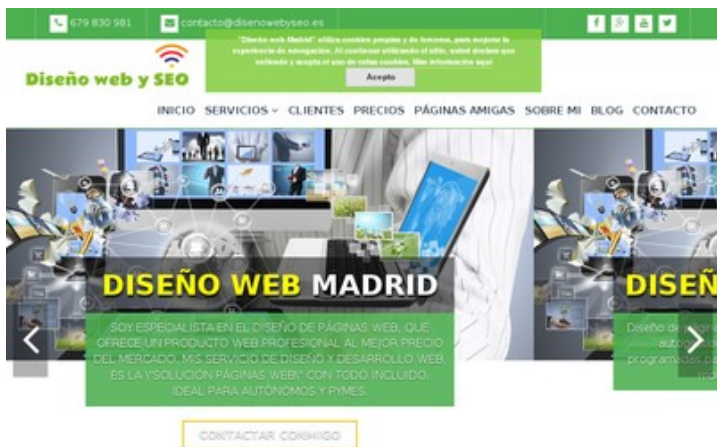 679 830 981
contacto@disenowebyseo.es
"Diseño web Madrid" utiliza cookies propias y de terceros, para mejorar la
experiencia de navegación. Al continuar utilizando el sitio, usted declara que
entiende y acepta el uso de estas cookies. Mas información aquí
Acepto
Diseño web y SEO
INICIO SERVICIOS CLIENTES PRECIOS PÁGINAS AMIGAS SOBRE MI BLOG CONTACTO
DISEÑO WEB MADRID
SOY ESPECIALISTA EN EL DISEÑO DE PÁGINAS WEB, QUE
OFRECE UN PRODUCTO WEB PROFESIONAL AL MEJOR PRECIO
DEL MERCADO. MIS SERVICIO DE DISEÑO Y DESARROLLO WEB,
ES LA \"SOLUCIÓN PÁGINAS WEB\" CON TODO INCLUIDO.
IDEAL PARA AUTÓNOMOS Y PYMES
CONTACTAR CONMIGO
DISEÑ
Diseño de
programadas